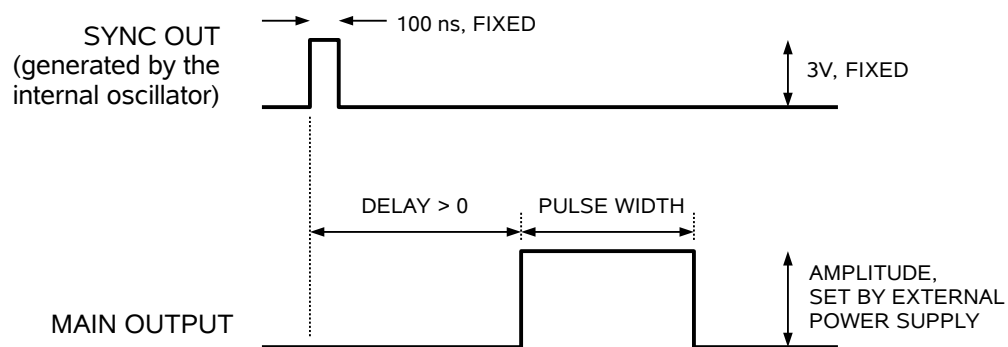 100 ns, FIXED
SYNC OUT
(generated by the
internal oscillator)
3V, FIXED
DELAY > 0
PULSE WIDTH
AMPLITUDE,
SET BY EXTERNAL
POWER SUPPLY
MAIN OUTPUT